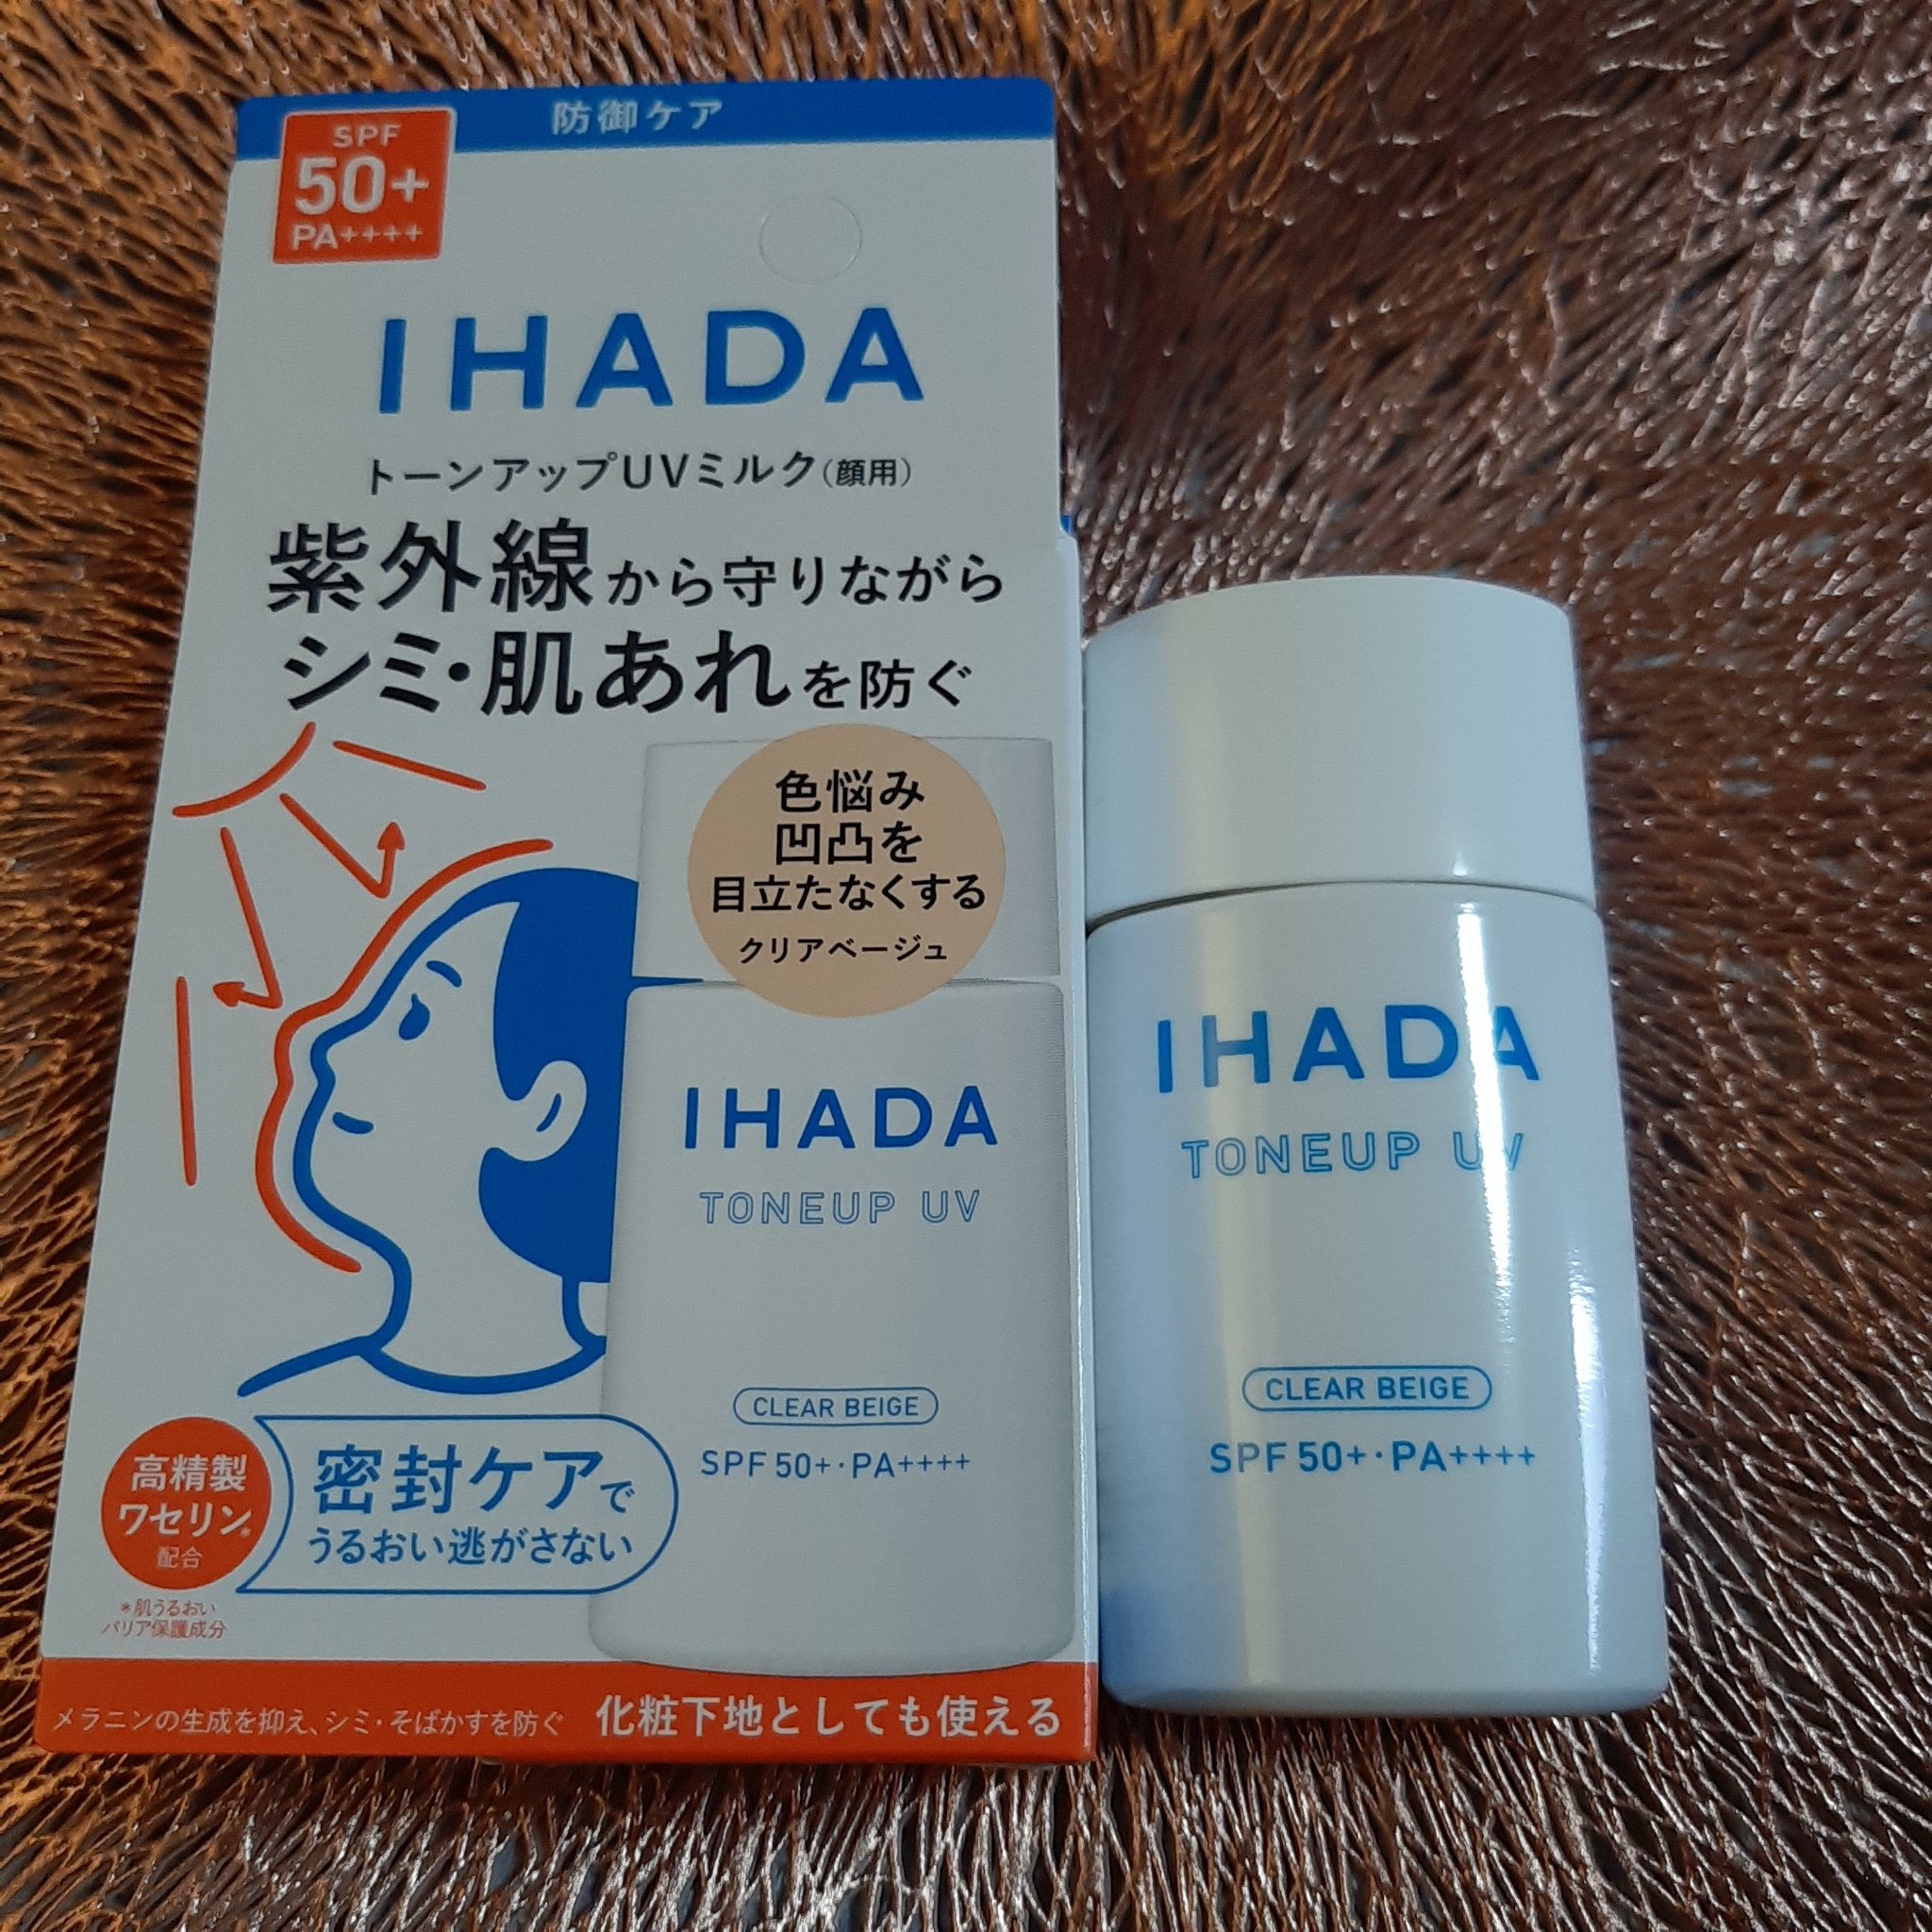 防御ケア
SPF
50+
PA++++
IHADA
トーンアップUVミルク(顔用)
紫外線から守りながら
シミ・肌あれを防ぐ
色悩み
凹凸を
目立たなくする
クリアベージュ
IHADA
TONEUP UV
CLEAR BEIGE
SPF 50+・PA++++
高精製
ワセリン*
配合
密封ケアで
うるおい逃がさない
*肌うるおい
バリア保護成分
メラニンの生成を抑え、シミ・そばかすを防ぐ
化粧下地としても使える
IHADA
TONEUP UV
CLEAR BEIGE
SPF 50+・PA++++